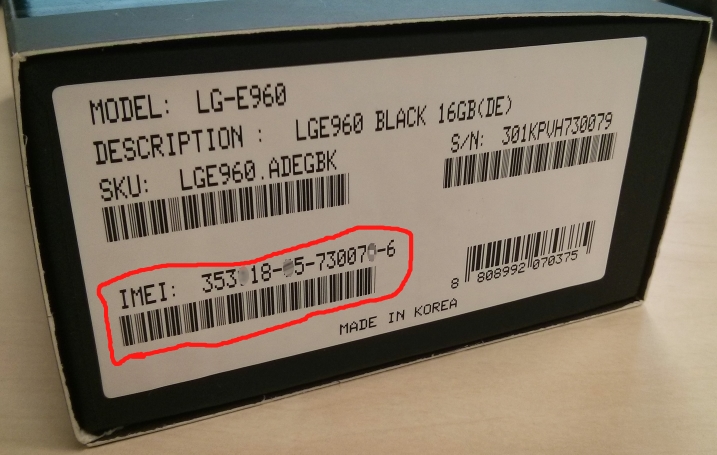 MODEL: LG-E960
DESCRIPTION : LGE960 BLACK 16GB(DE)
SKU: LGE960.ADEGBK
S/N: 301KPVH730079
IMEI:
8 808992 070375
MADE IN KOREA